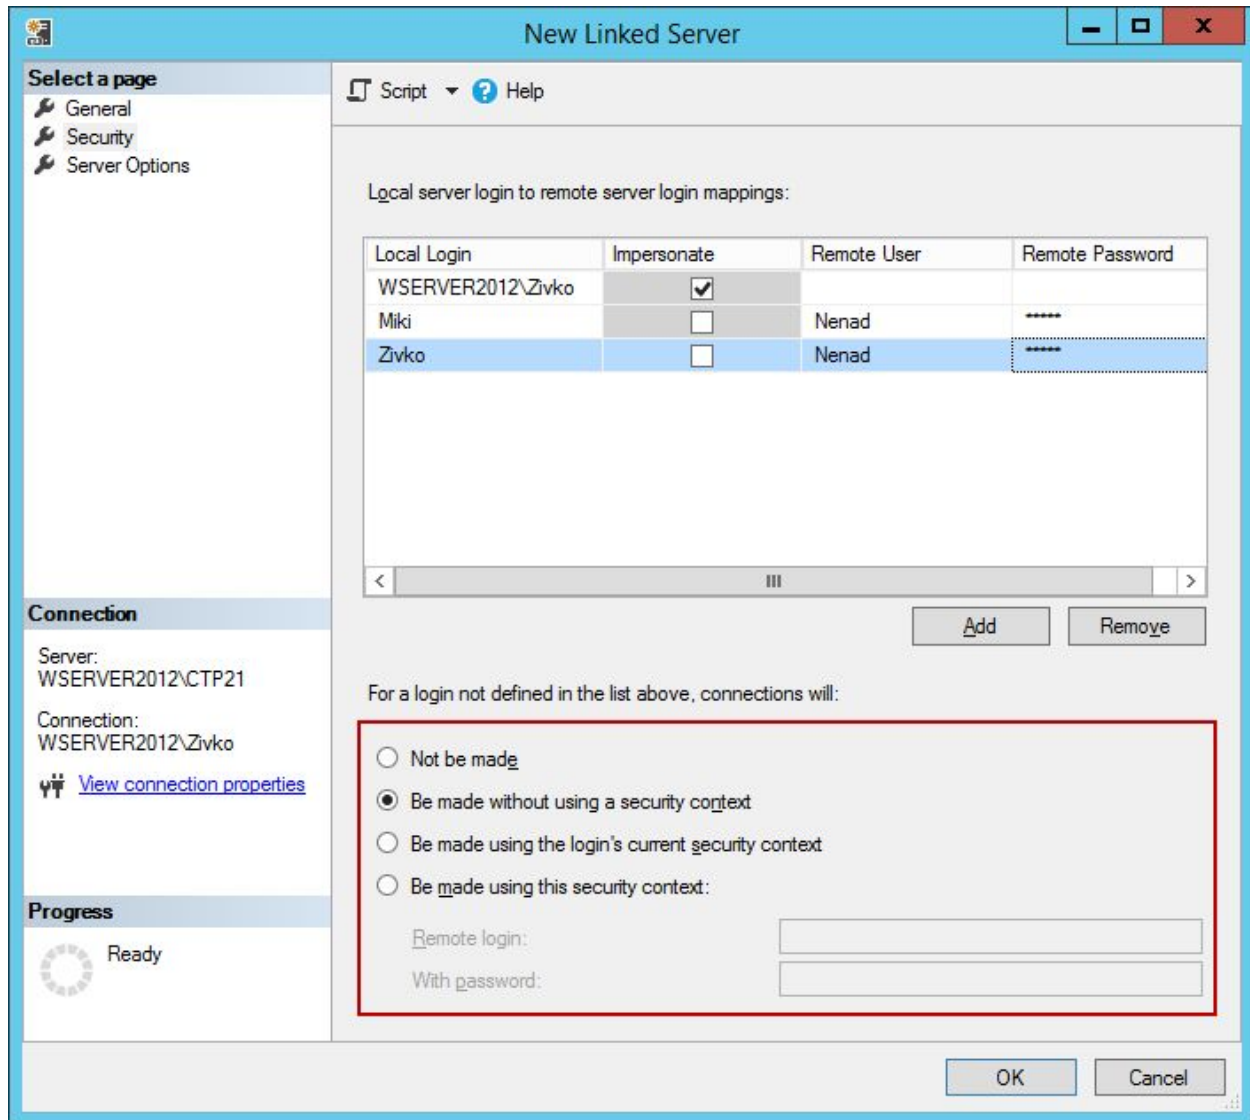 New Linked Server
Select a page
General
Security
Server Options
Script Help
Local server login to remote server login mappings:
Local Login Impersonate Remote User Remote Password
WSERVER2012\Zivko
Miki Nenad *****
Zivko Nenad *****
Add Remove
Connection
Server:
WSERVER2012\CTP21
Connection:
WSERVER2012\Zivko
View connection properties
Progress
Ready
For a login not defined in the list above, connections will:
Not be made
Be made without using a security context
Be made using the login's current security context
Be made using this security context:
Remote login:
With password:
OK Cancel